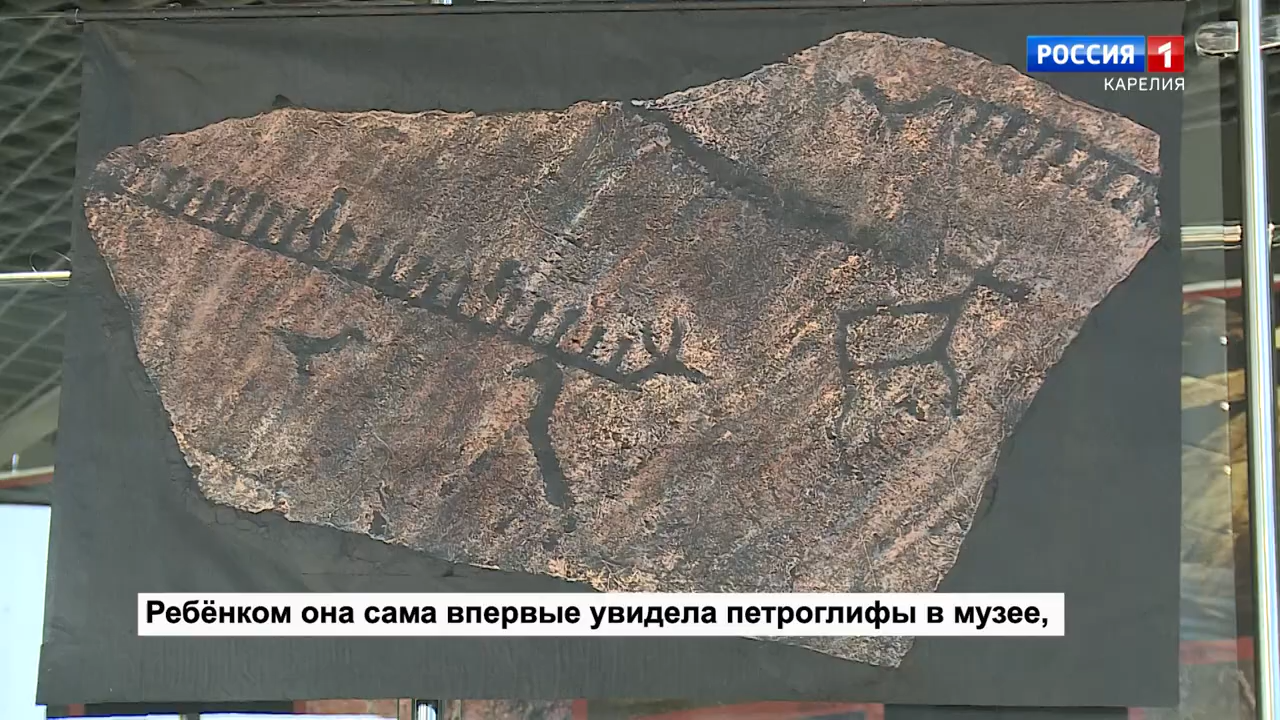 РОССИЯ 1
КАРЕЛИЯ
Ребёнком она сама впервые увидела петроглифы в музее,